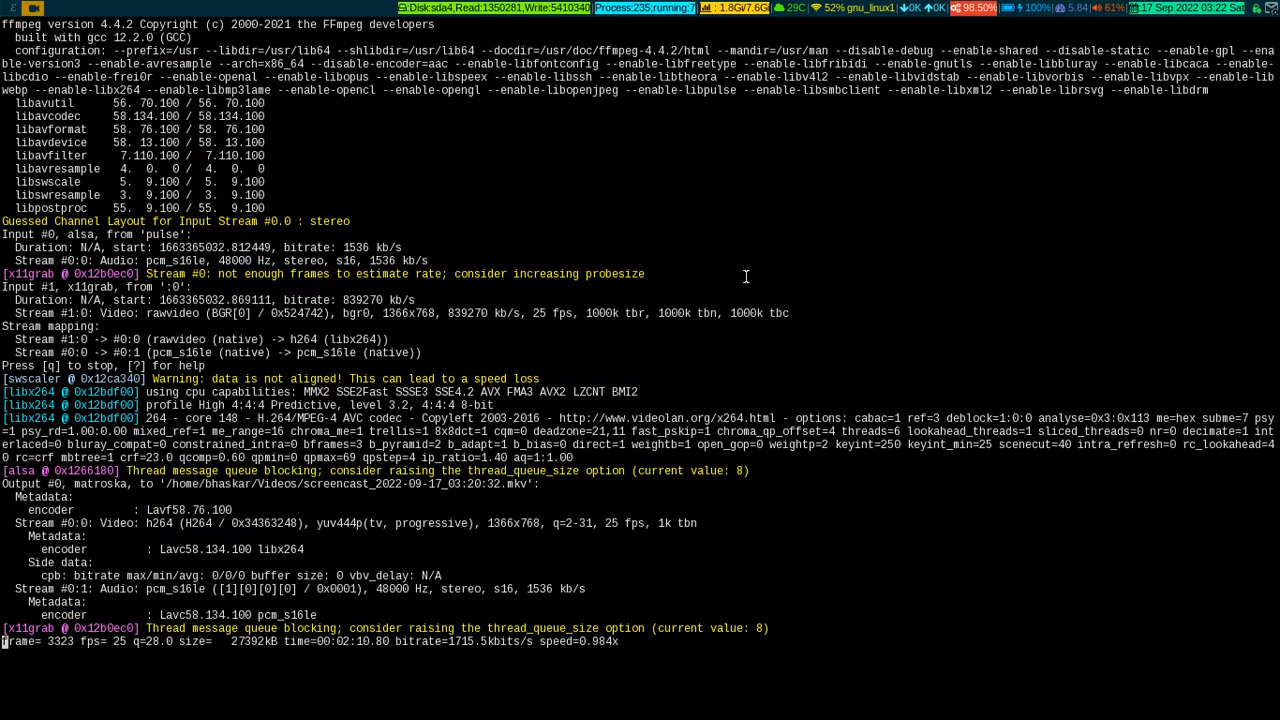 Disk:sda4,Read:1350281,Write:5410340 Process:235;running:7 : 1.8G/7.6G 29C 52% gnu_linux1 0K 0K 98.50% 100% 5.84 61% 17 Sep 2022 03:22 Sat
ffmpeg version 4.4.2 Copyright (c) 2000-2021 the FFmpeg developers
built with gcc 12.2.0 (GCC)
configuration: --prefix=/usr --libdir=/usr/lib64 --shlibdir=/usr/lib64 --docdir=/usr/doc/ffmpeg-4.4.2/html --mandir=/usr/man --disable-debug --enable-shared --disable-static --enable-gpl --ena
ble-version3 --enable-avresample --arch=x86_64 --disable-encoder=aac --enable-libfontconfig --enable-libfreetype --enable-libfribidi --enable-gnutls --enable-libbluray --enable-libcaca --enable-
libcdio --enable-frei0r --enable-openal --enable-libopus --enable-libspeex --enable-libssh --enable-libtheora --enable-libv4l2 --enable-libvidstab --enable-libvorbis --enable-libvpx --enable-lib
webp --enable-libx264 --enable-libmp3lame --enable-opencl --enable-opengl --enable-libopenjpeg --enable-libpulse --enable-libsmbclient --enable-libxml2 --enable-librsvg --enable-libdrm
libavutil 56. 70.100 / 56. 70.100
libavcodec 58.134.100 / 58.134.100
libavformat 58. 76.100 / 58. 76.100
libavdevice 58. 13.100 / 58. 13.100
libavfilter 7.110.100 / 7.110.100
libavresample 4. 0. 0 / 4. 0. 0
libswscale 5. 9.100 / 5. 9.100
libswresample 3. 9.100 / 3. 9.100
libpostproc 55. 9.100 / 55. 9.100
Guessed Channel Layout for Input Stream #0.0 : stereo
Input #0, alsa, from 'pulse':
Duration: N/A, start: 1663365032.812449, bitrate: 1536 kb/s
Stream #0:0: Audio: pcm_s16le, 48000 Hz, stereo, s16, 1536 kb/s
[x11grab @ 0x12b0ec0] Stream #0: not enough frames to estimate rate; consider increasing probesize
Input #1, x11grab, from ':0':
Duration: N/A, start: 1663365032.869111, bitrate: 839270 kb/s
Stream #1:0: Video: rawvideo (BGR[0] / 0x524742), bgr0, 1366x768, 839270 kb/s, 25 fps, 1000k tbr, 1000k tbn, 1000k tbc
Stream mapping:
Stream #1:0 -> #0:0 (rawvideo (native) -> h264 (libx264))
Stream #0:0 -> #0:1 (pcm_s16le (native) -> pcm_s16le (native))
Press [q] to stop, [?] for help
[swscaler @ 0x12ca340] Warning: data is not aligned! This can lead to a speed loss
[libx264 @ 0x12bdf00] using cpu capabilities: MMX2 SSE2Fast SSSE3 SSE4.2 AVX FMA3 AVX2 LZCNT BMI2
[libx264 @ 0x12bdf00] profile High 4:4:4 Predictive, level 3.2, 4:4:4 8-bit
[libx264 @ 0x12bdf00] 264 - core 148 - H.264/MPEG-4 AVC codec - Copyleft 2003-2016 - http://www.videolan.org/x264.html - options: cabac=1 ref=3 deblock=1:0:0 analyse=0x3:0x113 me=hex subme=7 psy
=1 psy_rd=1.00:0.00 mixed_ref=1 me_range=16 chroma_me=1 trellis=1 8x8dct=1 cqm=0 deadzone=21,11 fast_pskip=1 chroma_qp_offset=4 threads=6 lookahead_threads=1 sliced_threads=0 nr=0 decimate=1 int
erlaced=0 bluray_compat=0 constrained_intra=0 bframes=3 b_pyramid=2 b_adapt=1 b_bias=0 direct=1 weightb=1 open_gop=0 weightp=2 keyint=250 keyint_min=25 scenecut=40 intra_refresh=0 rc_lookahead=4
0 rc=crf mbtree=1 crf=23.0 qcomp=0.60 qpmin=0 qpmax=69 qpstep=4 ip_ratio=1.40 aq=1:1.00
[alsa @ 0x1266180] Thread message queue blocking; consider raising the thread_queue_size option (current value: 8)
Output #0, matroska, to '/home/bhaskar/Videos/screencast_2022-09-17_03:20:32.mkv':
Metadata:
encoder : Lavf58.76.100
Stream #0:0: Video: h264 (H264 / 0x34363248), yuv444p(tv, progressive), 1366x768, q=2-31, 25 fps, 1k tbn
Metadata:
encoder : Lavc58.134.100 libx264
Side data:
cpb: bitrate max/min/avg: 0/0/0 buffer size: 0 vbv_delay: N/A
Stream #0:1: Audio: pcm_s16le ([1][0][0][0] / 0x0001), 48000 Hz, stereo, s16, 1536 kb/s
Metadata:
encoder : Lavc58.134.100 pcm_s16le
[x11grab @ 0x12b0ec0] Thread message queue blocking; consider raising the thread_queue_size option (current value: 8)
frame= 3323 fps= 25 q=28.0 size= 27392kB time=00:02:10.80 bitrate=1715.5kbits/s speed=0.984x